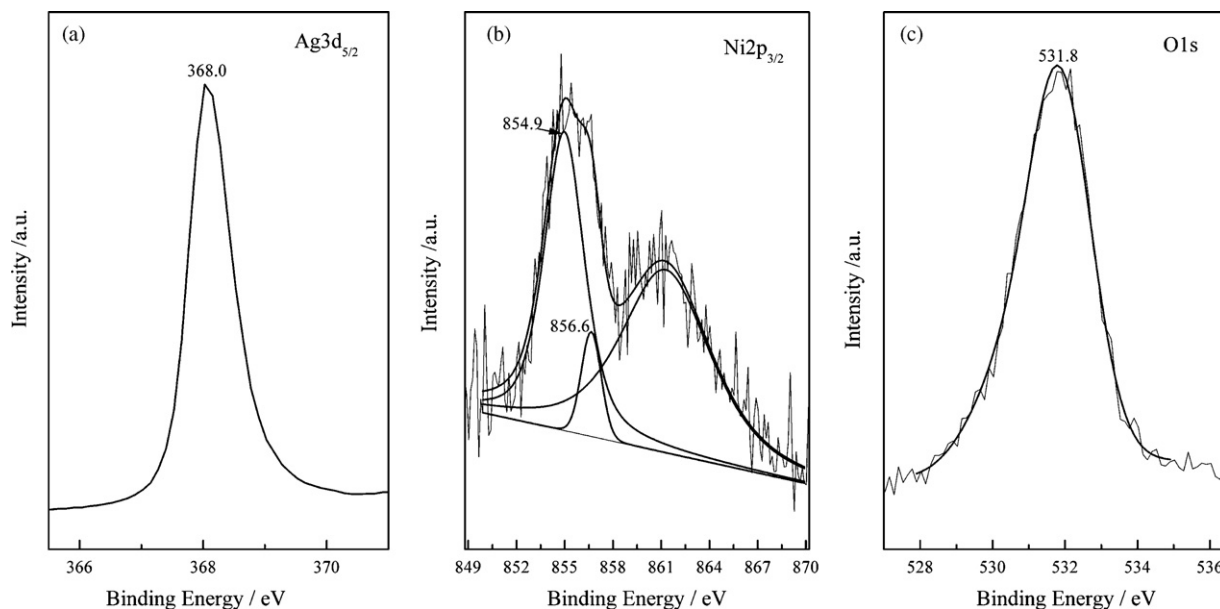 (a)
Ag3d5/2
368.0
Intensity /a.u.
366 368 370
Binding Energy / eV
(b)
Ni2p3/2
854.9
856.6
Intensity /a.u.
849 852 855 858 861 864 867 870
Binding Energy / eV
(c)
O1s
531.8
Intensity /a.u.
528 530 532 534 536
Binding Energy / eV